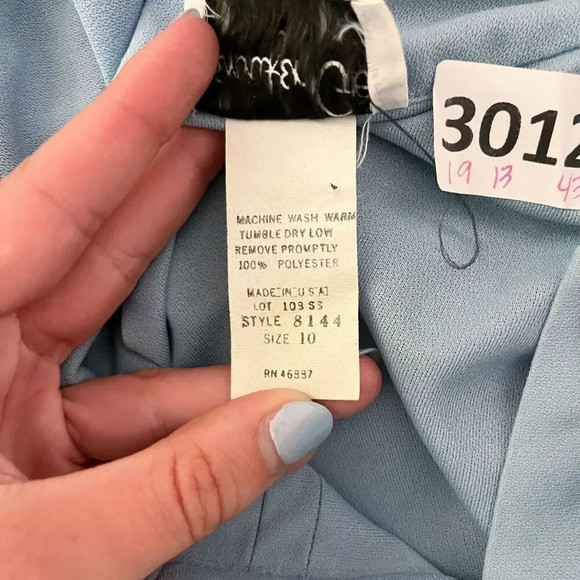 3012
19 13 43
MACHINE WASH WARM
TUMBLE DRY LOW
REMOVE PROMPTLY
100% POLYESTER
MADE IN U S A
LOT 108 SS
STYLE 8144
SIZE 10
RN 46887